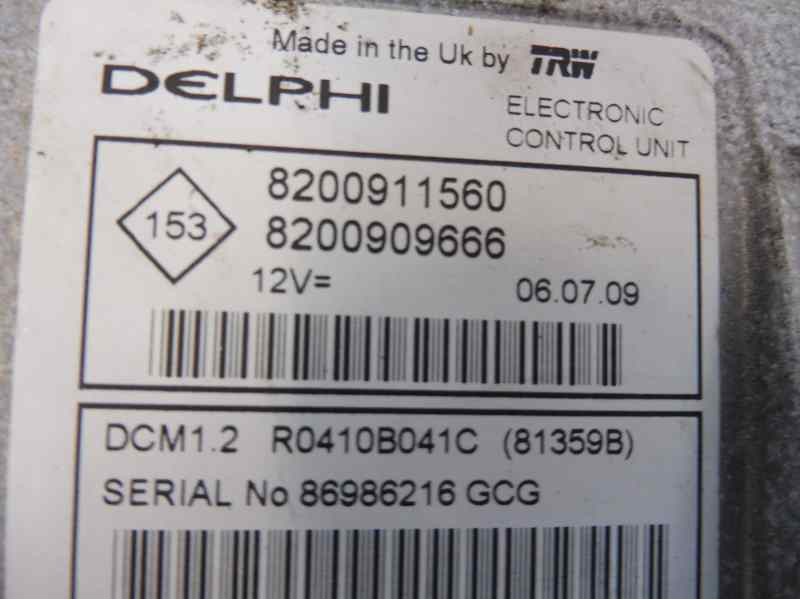 Made in the Uk by TRW
DELPHI
ELECTRONIC
CONTROL UNIT
153
8200911560
8200909666
12V=
06.07.09
DCM1.2 R0410B041C (81359B)
SERIAL No 86986216 GCG